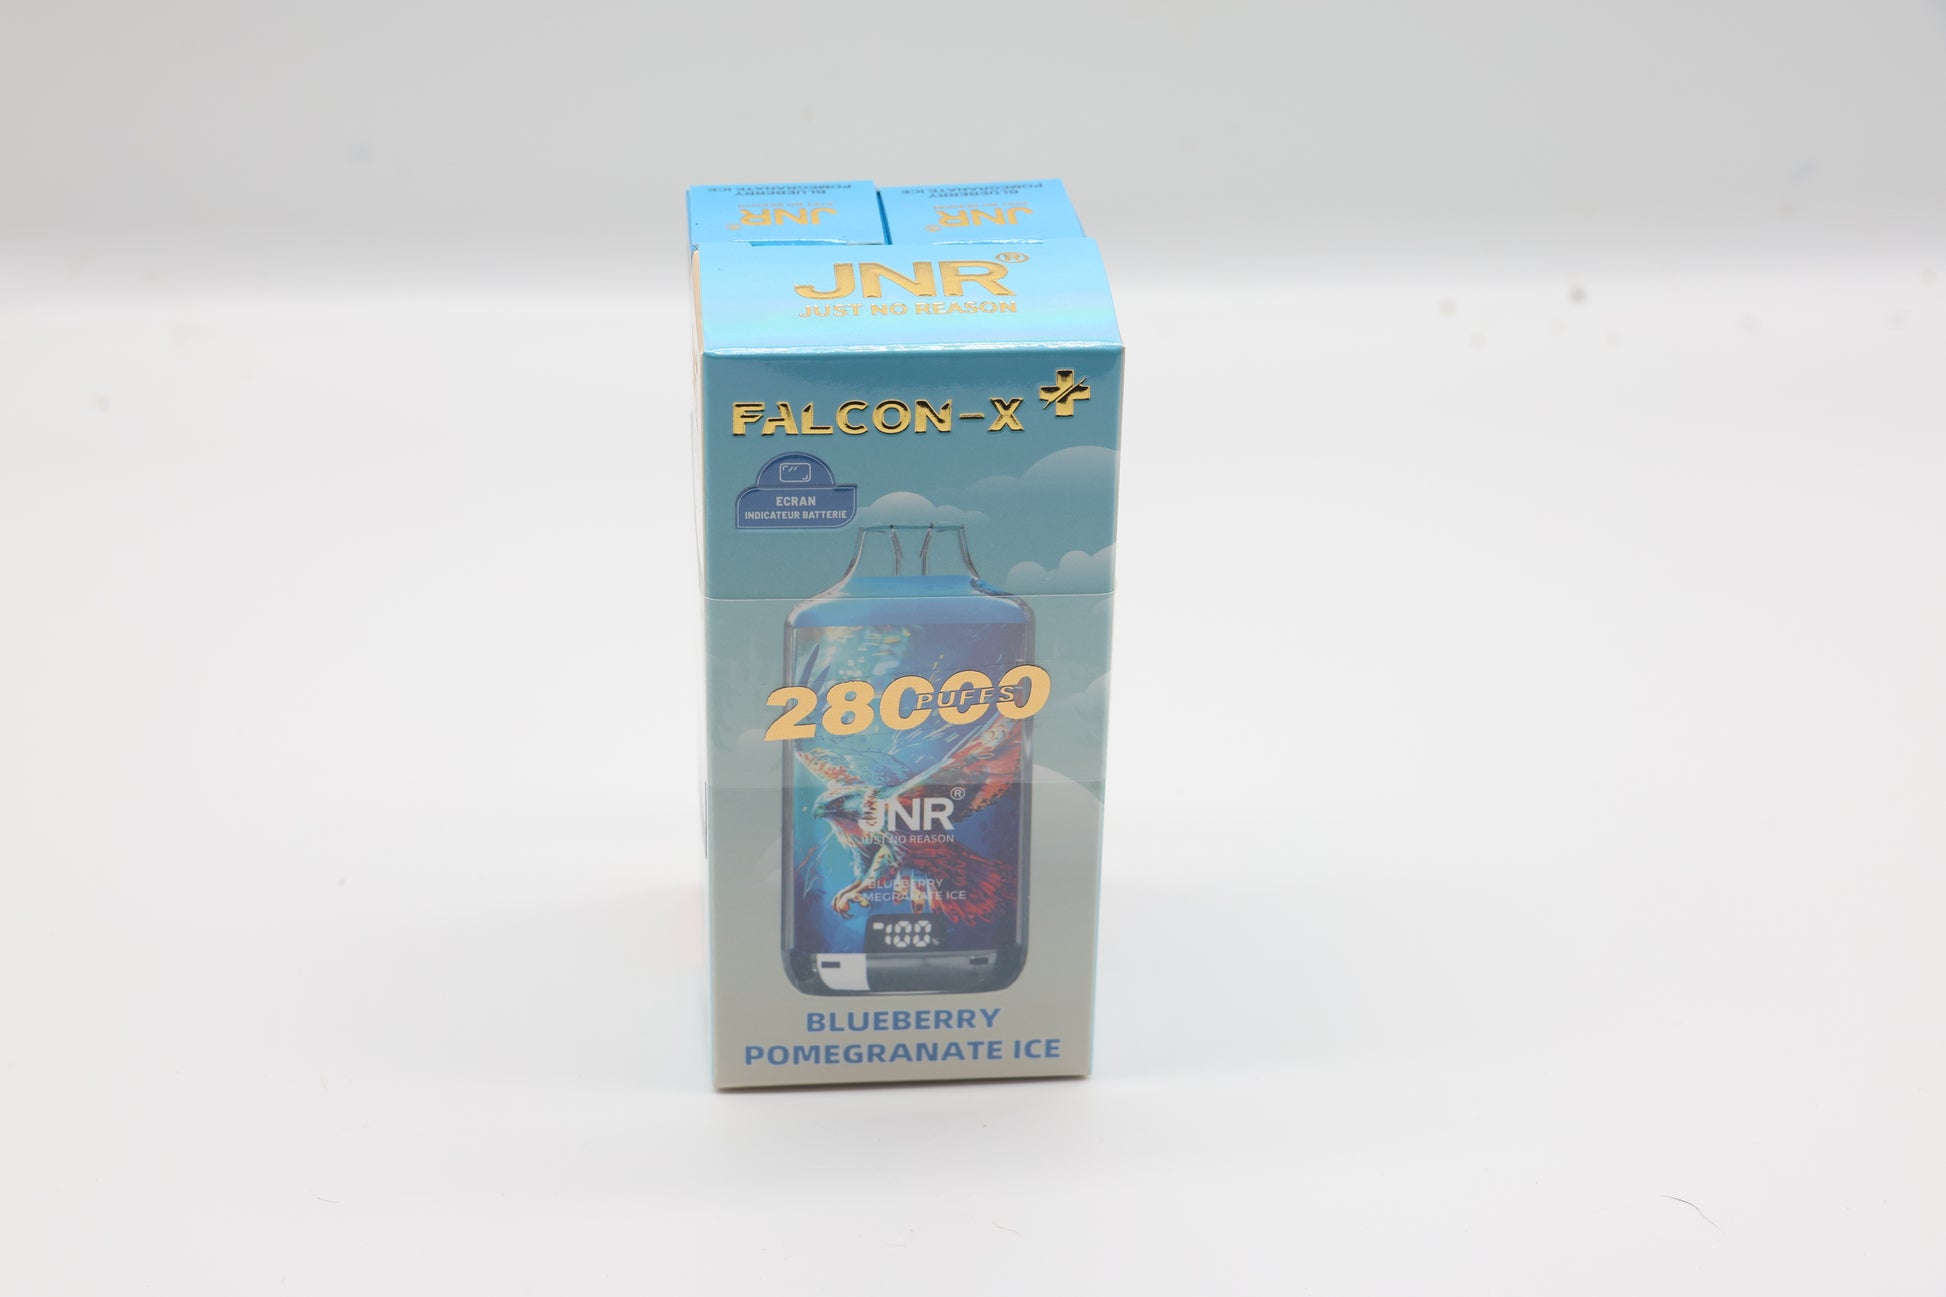 BLUEBERRY
POMEGRANATE ICE
JNR®
JUST NO REASON
BLUEBERRY
POMEGRANATE ICE
JNR®
JUST NO REASON
JNR®
JUST NO REASON
FALCON-X+
ECRAN
INDICATEUR BATTERIE
28000
PUFFS
JNR®
JUST NO REASON
BLUEBERRY
POMEGRANATE ICE
100%
BLUEBERRY
POMEGRANATE ICE